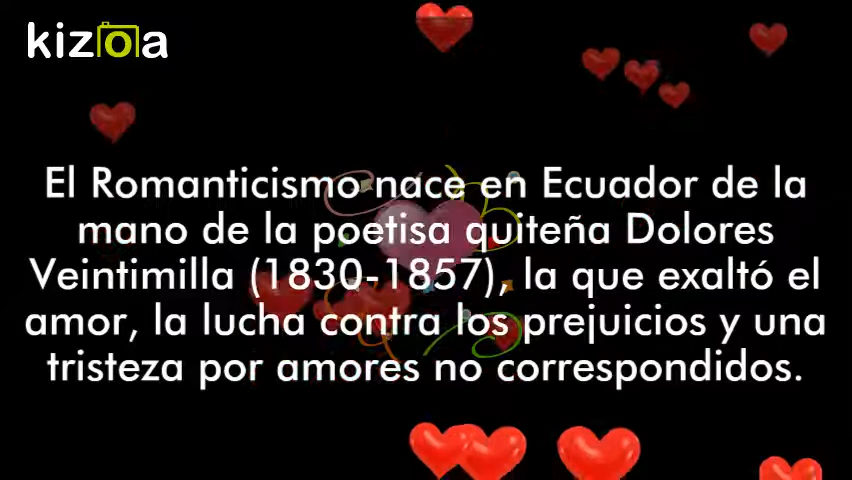 kizoa
El Romanticismo nace en Ecuador de la
mano de la poetisa quiteña Dolores
Veintimilla (1830-1857), la que exaltó el
amor, la lucha contra los prejuicios y una
tristeza por amores no correspondidos.